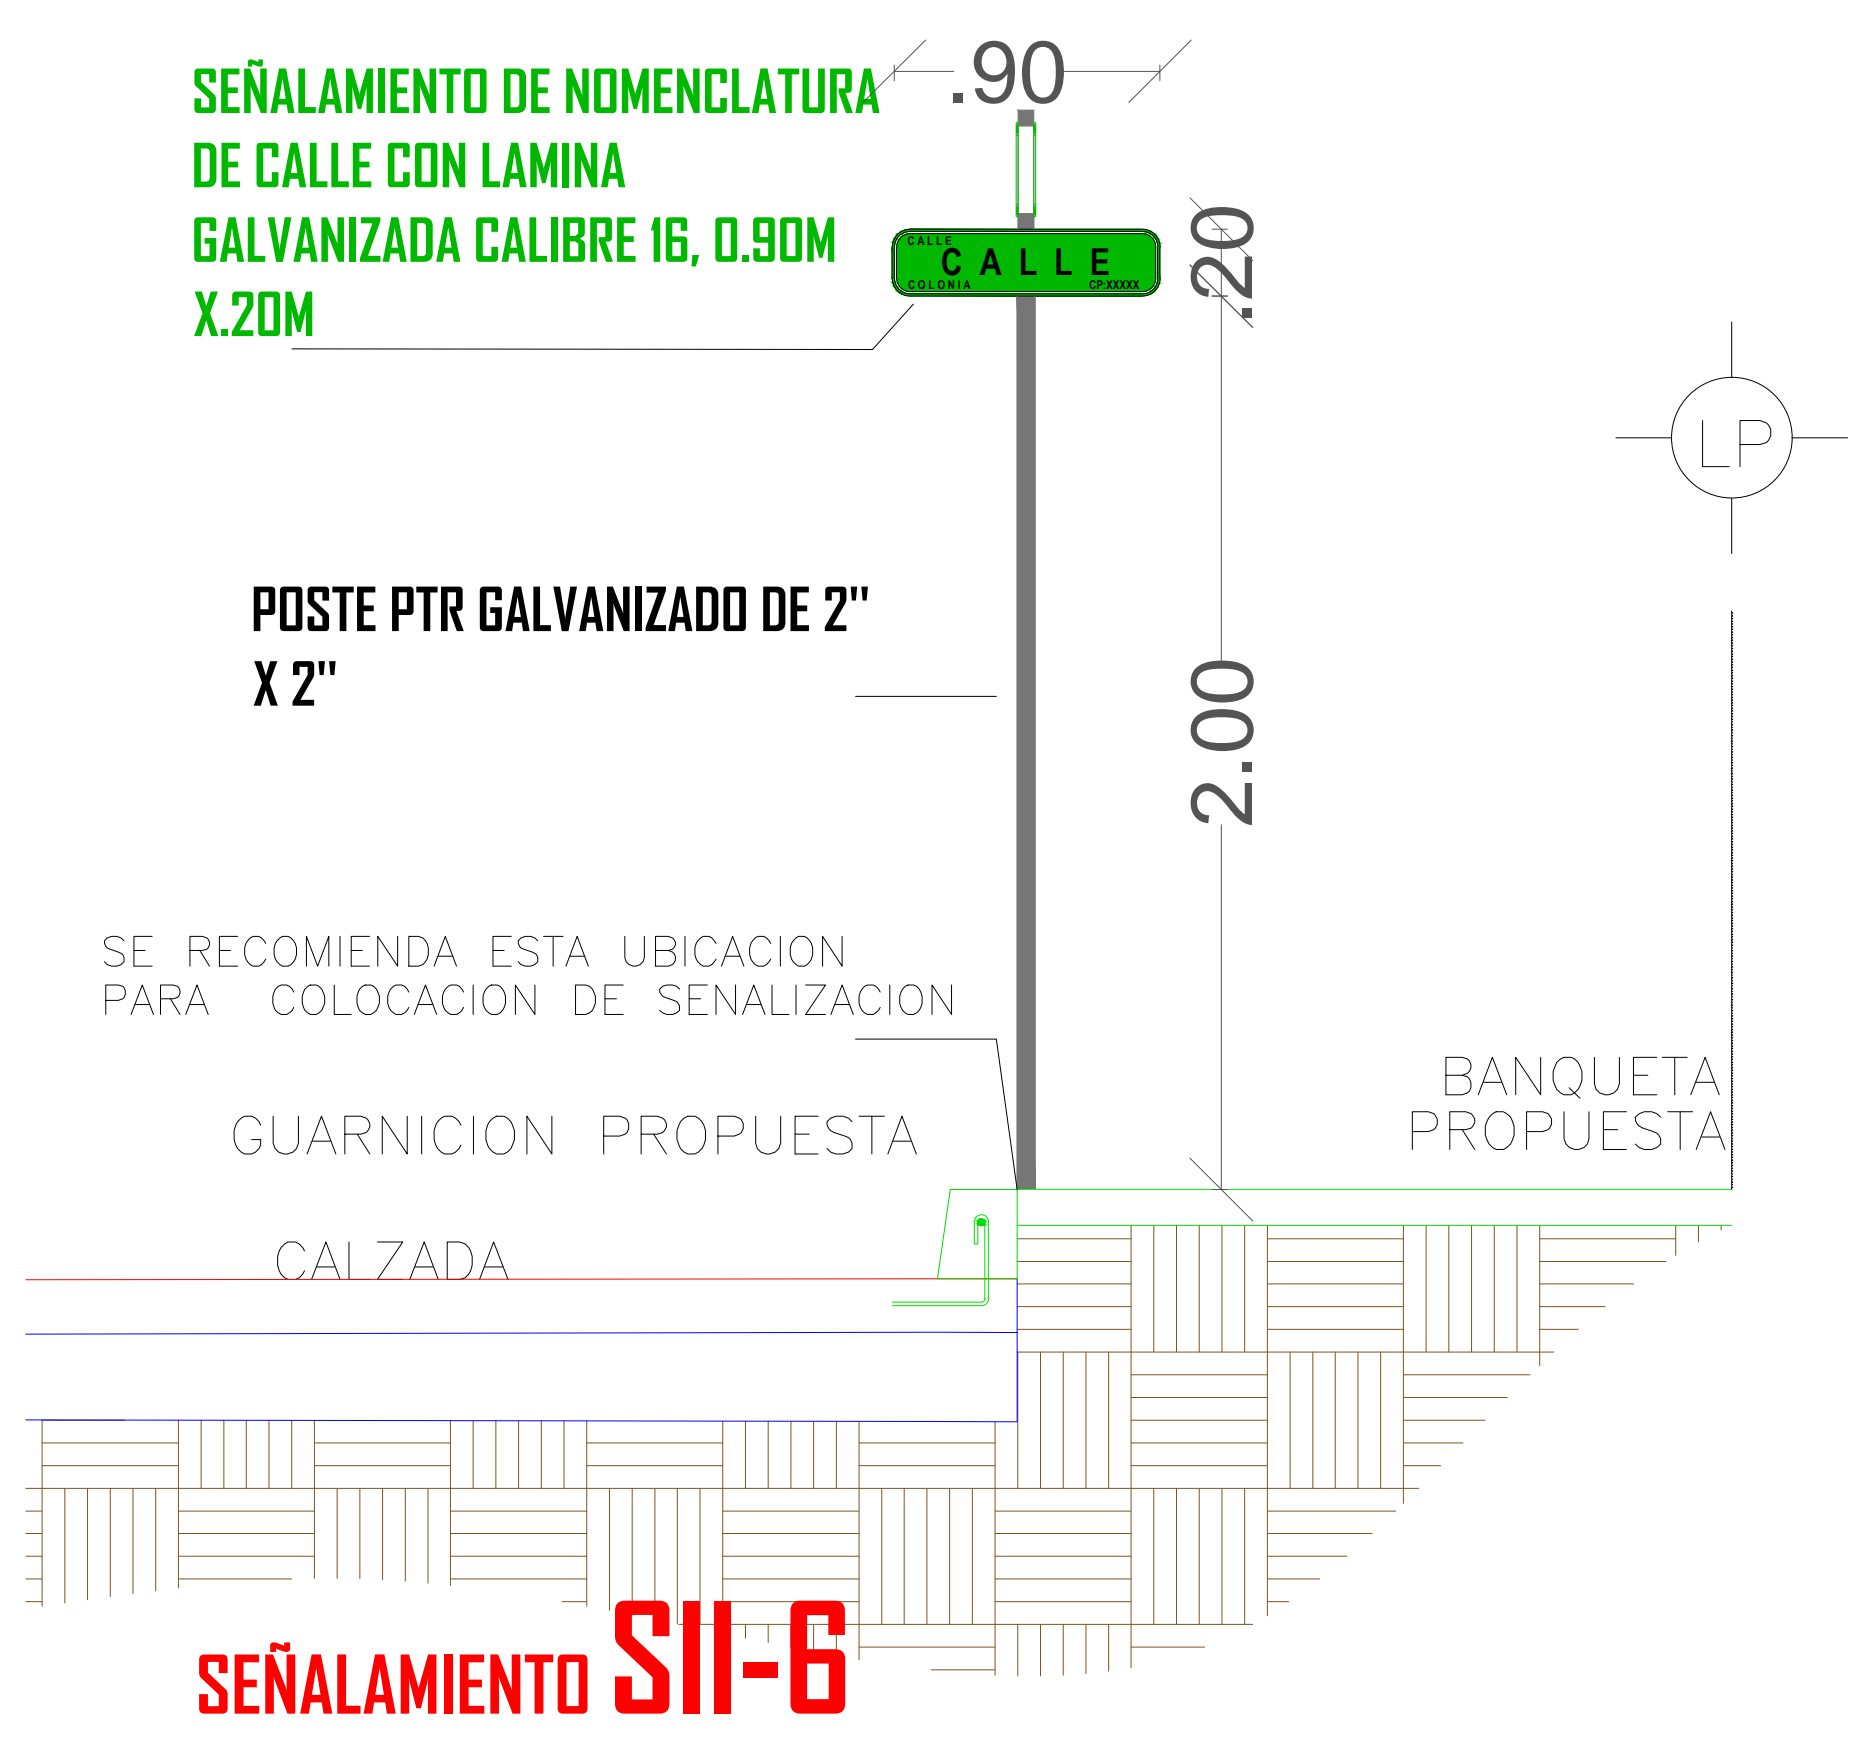 .90
SEÑALAMIENTO DE NOMENCLATURA
DE CALLE CON LAMINA
GALVANIZADA CALIBRE 16, 0.90M
X.20M
CALLE
CALLE
COLONIA CP:XXXXX
.20
LP
POSTE PTR GALVANIZADO DE 2"
X 2"
2.00
SE RECOMIENDA ESTA UBICACION
PARA COLOCACION DE SENALIZACION
BANQUETA
PROPUESTA
GUARNICION PROPUESTA
CALZADA
SEÑALAMIENTO SII-6